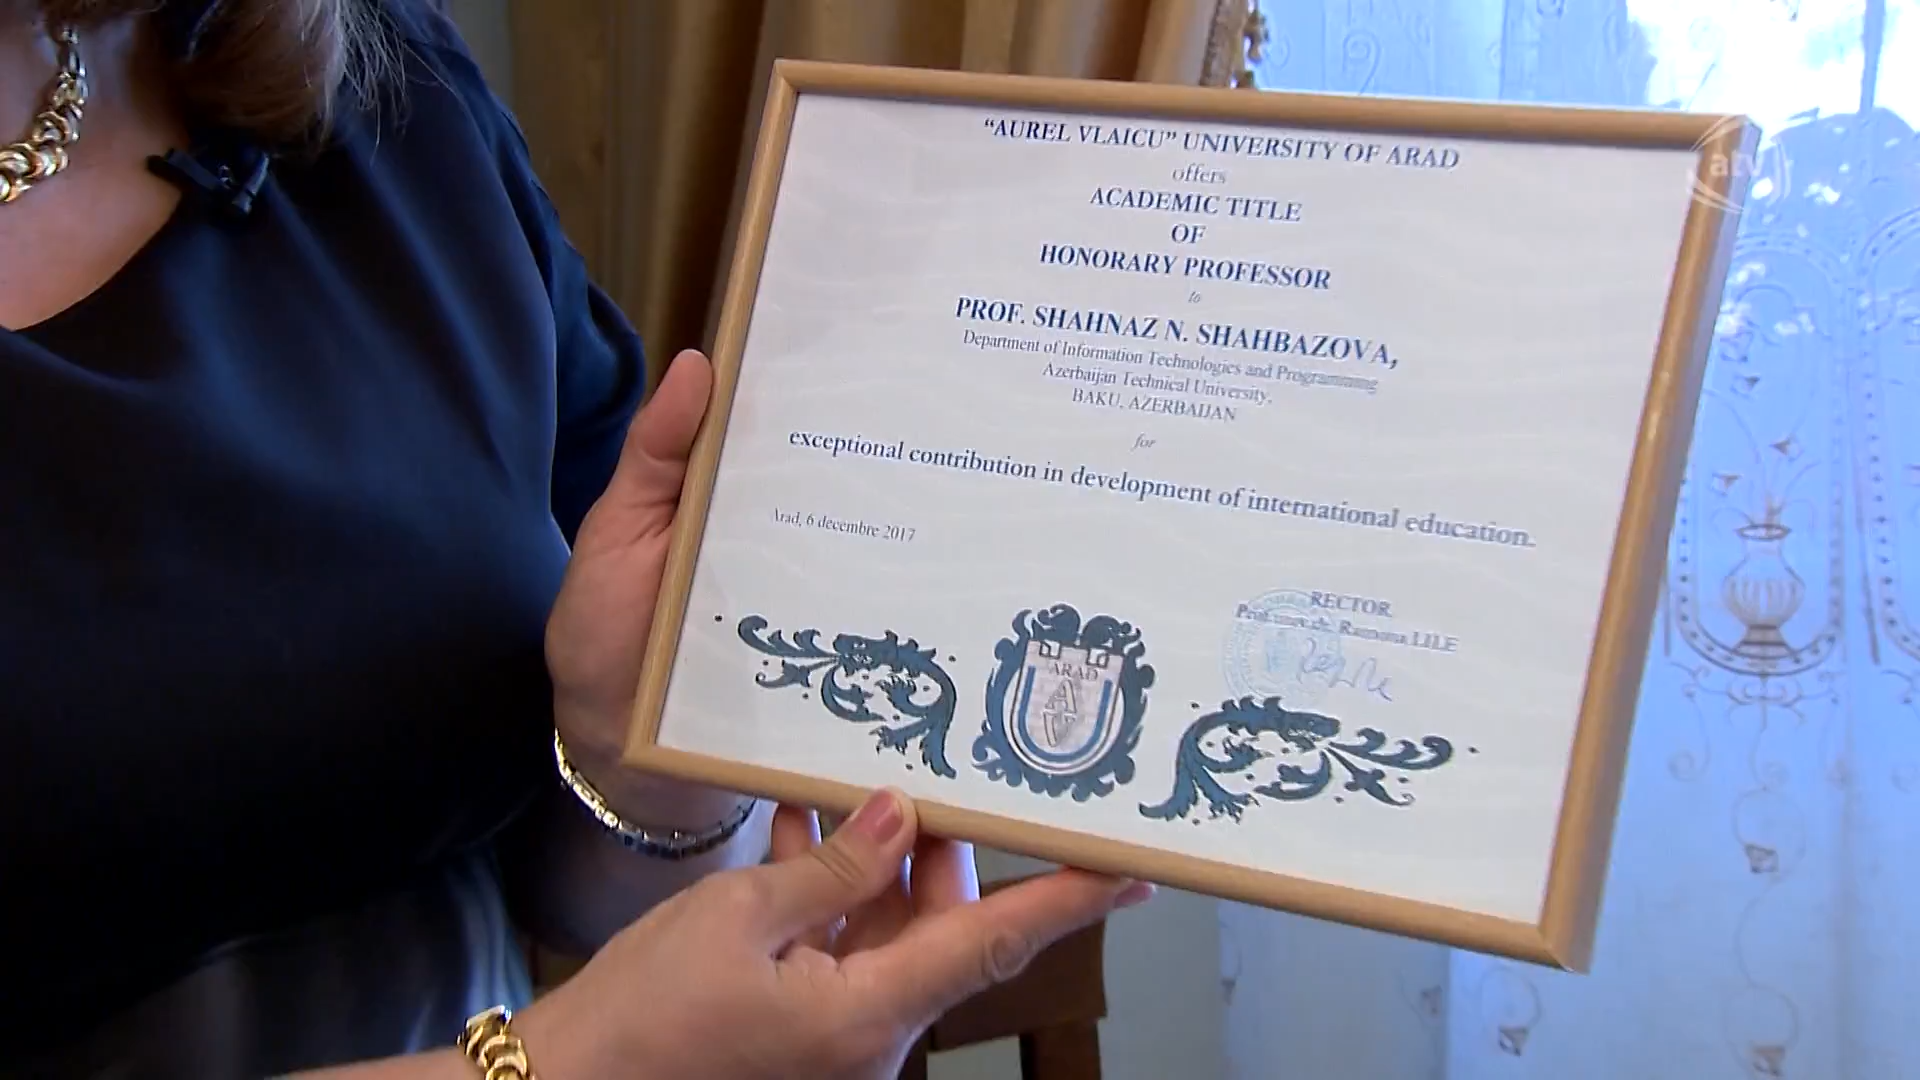 "AUREL VLAICU" UNIVERSITY OF ARAD
offers
ACADEMIC TITLE
OF
HONORARY PROFESSOR
to
PROF. SHAHNAZ N. SHAHBAZOVA,
Department of Information Technologies and Programming
Azerbaijan Technical University,
BAKU, AZERBAIJAN
for
exceptional contribution in development of international education.
Arad, 6 decembre 2017
RECTOR
Ramona LILE
ARAD
atv